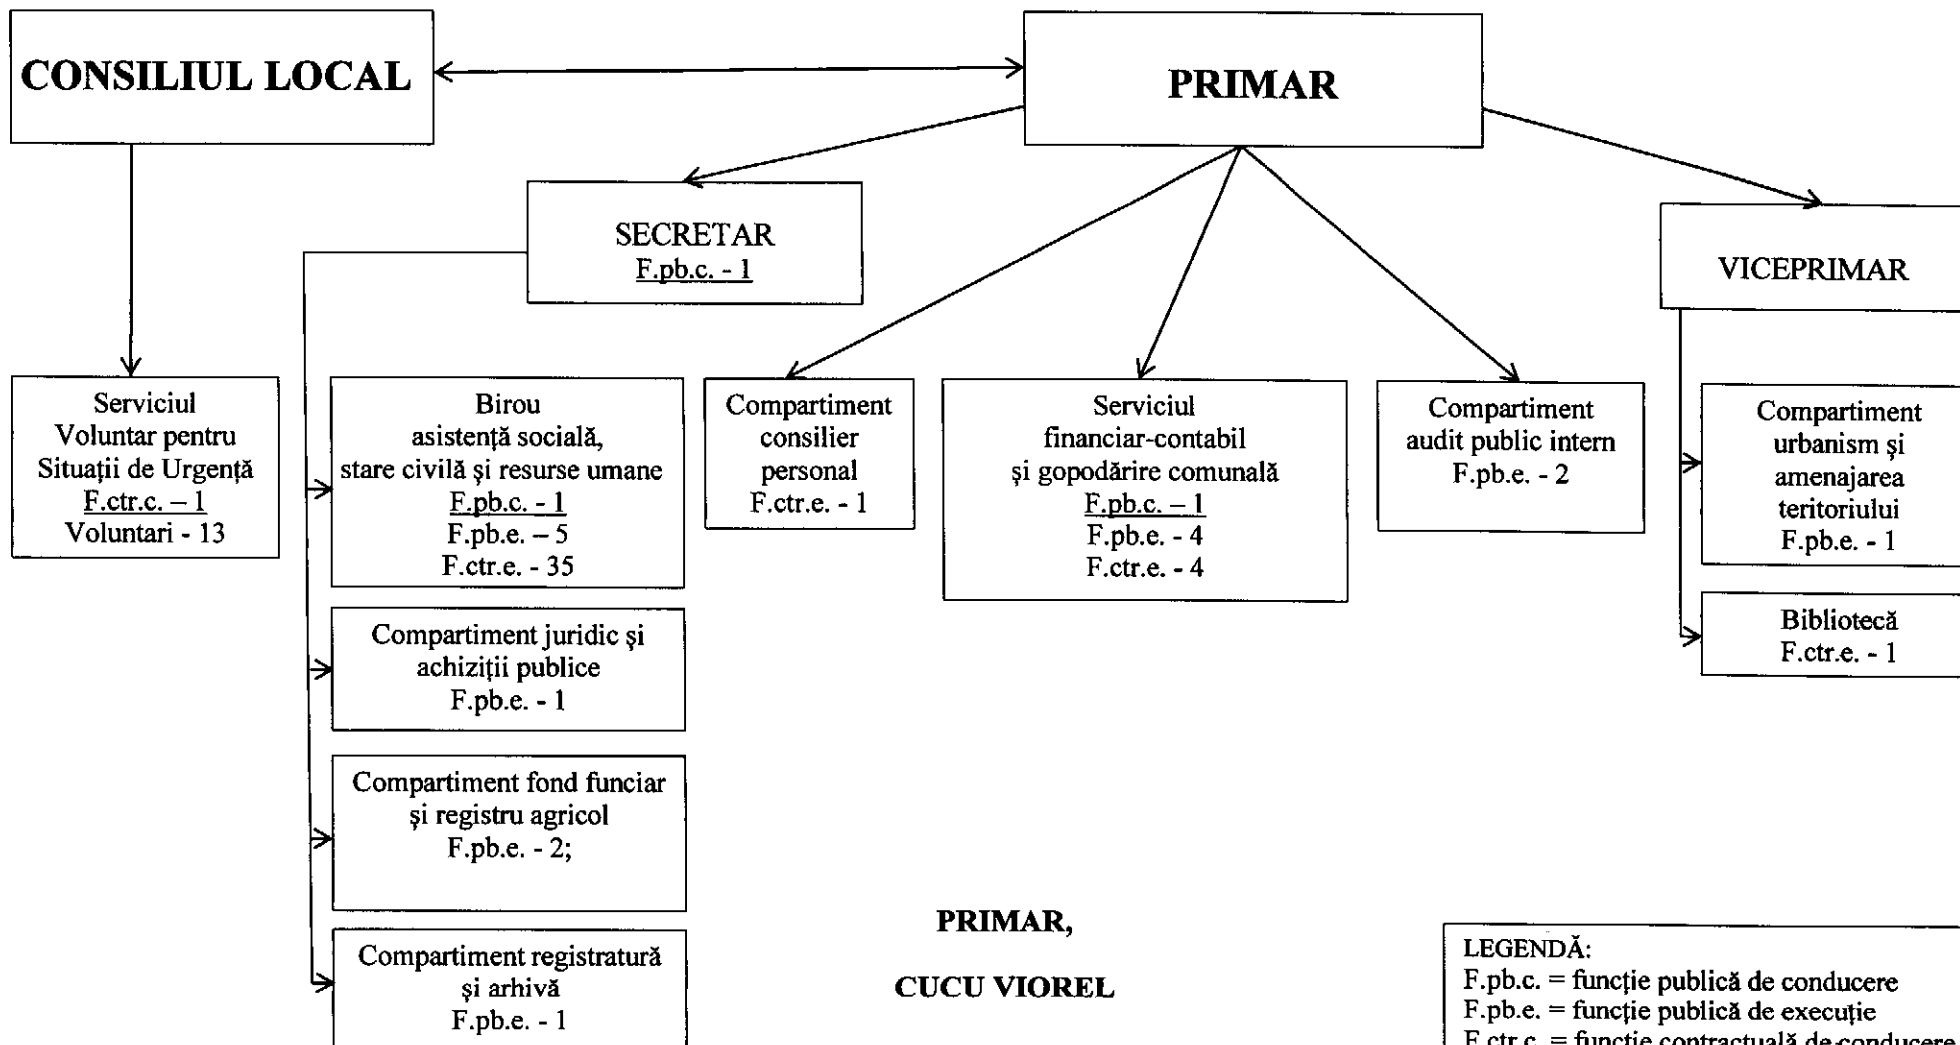 CONSILIUL LOCAL
PRIMAR
SECRETAR
F.pb.c. - 1
VICEPRIMAR
Serviciul
Voluntar pentru
Situații de Urgență
F.ctr.c. – 1
Voluntari - 13
Birou
asistență socială,
stare civilă și resurse umane
F.pb.c. - 1
F.pb.e. – 5
F.ctr.e. - 35
Compartiment
consilier
personal
F.ctr.e. - 1
Serviciul
financiar-contabil
și gopodărire comunală
F.pb.c. – 1
F.pb.e. - 4
F.ctr.e. - 4
Compartiment
audit public intern
F.pb.e. - 2
Compartiment
urbanism și
amenajarea
teritoriului
F.pb.e. - 1
Bibliotecă
F.ctr.e. - 1
Compartiment juridic și
achiziții publice
F.pb.e. - 1
Compartiment fond funciar
și registru agricol
F.pb.e. - 2;
Compartiment registratură
și arhivă
F.pb.e. - 1
PRIMAR,
CUCU VIOREL
LEGENDĂ:
F.pb.c. = funcție publică de conducere
F.pb.e. = funcție publică de execuție
F.ctr.c. = funcție contractuală de conducere